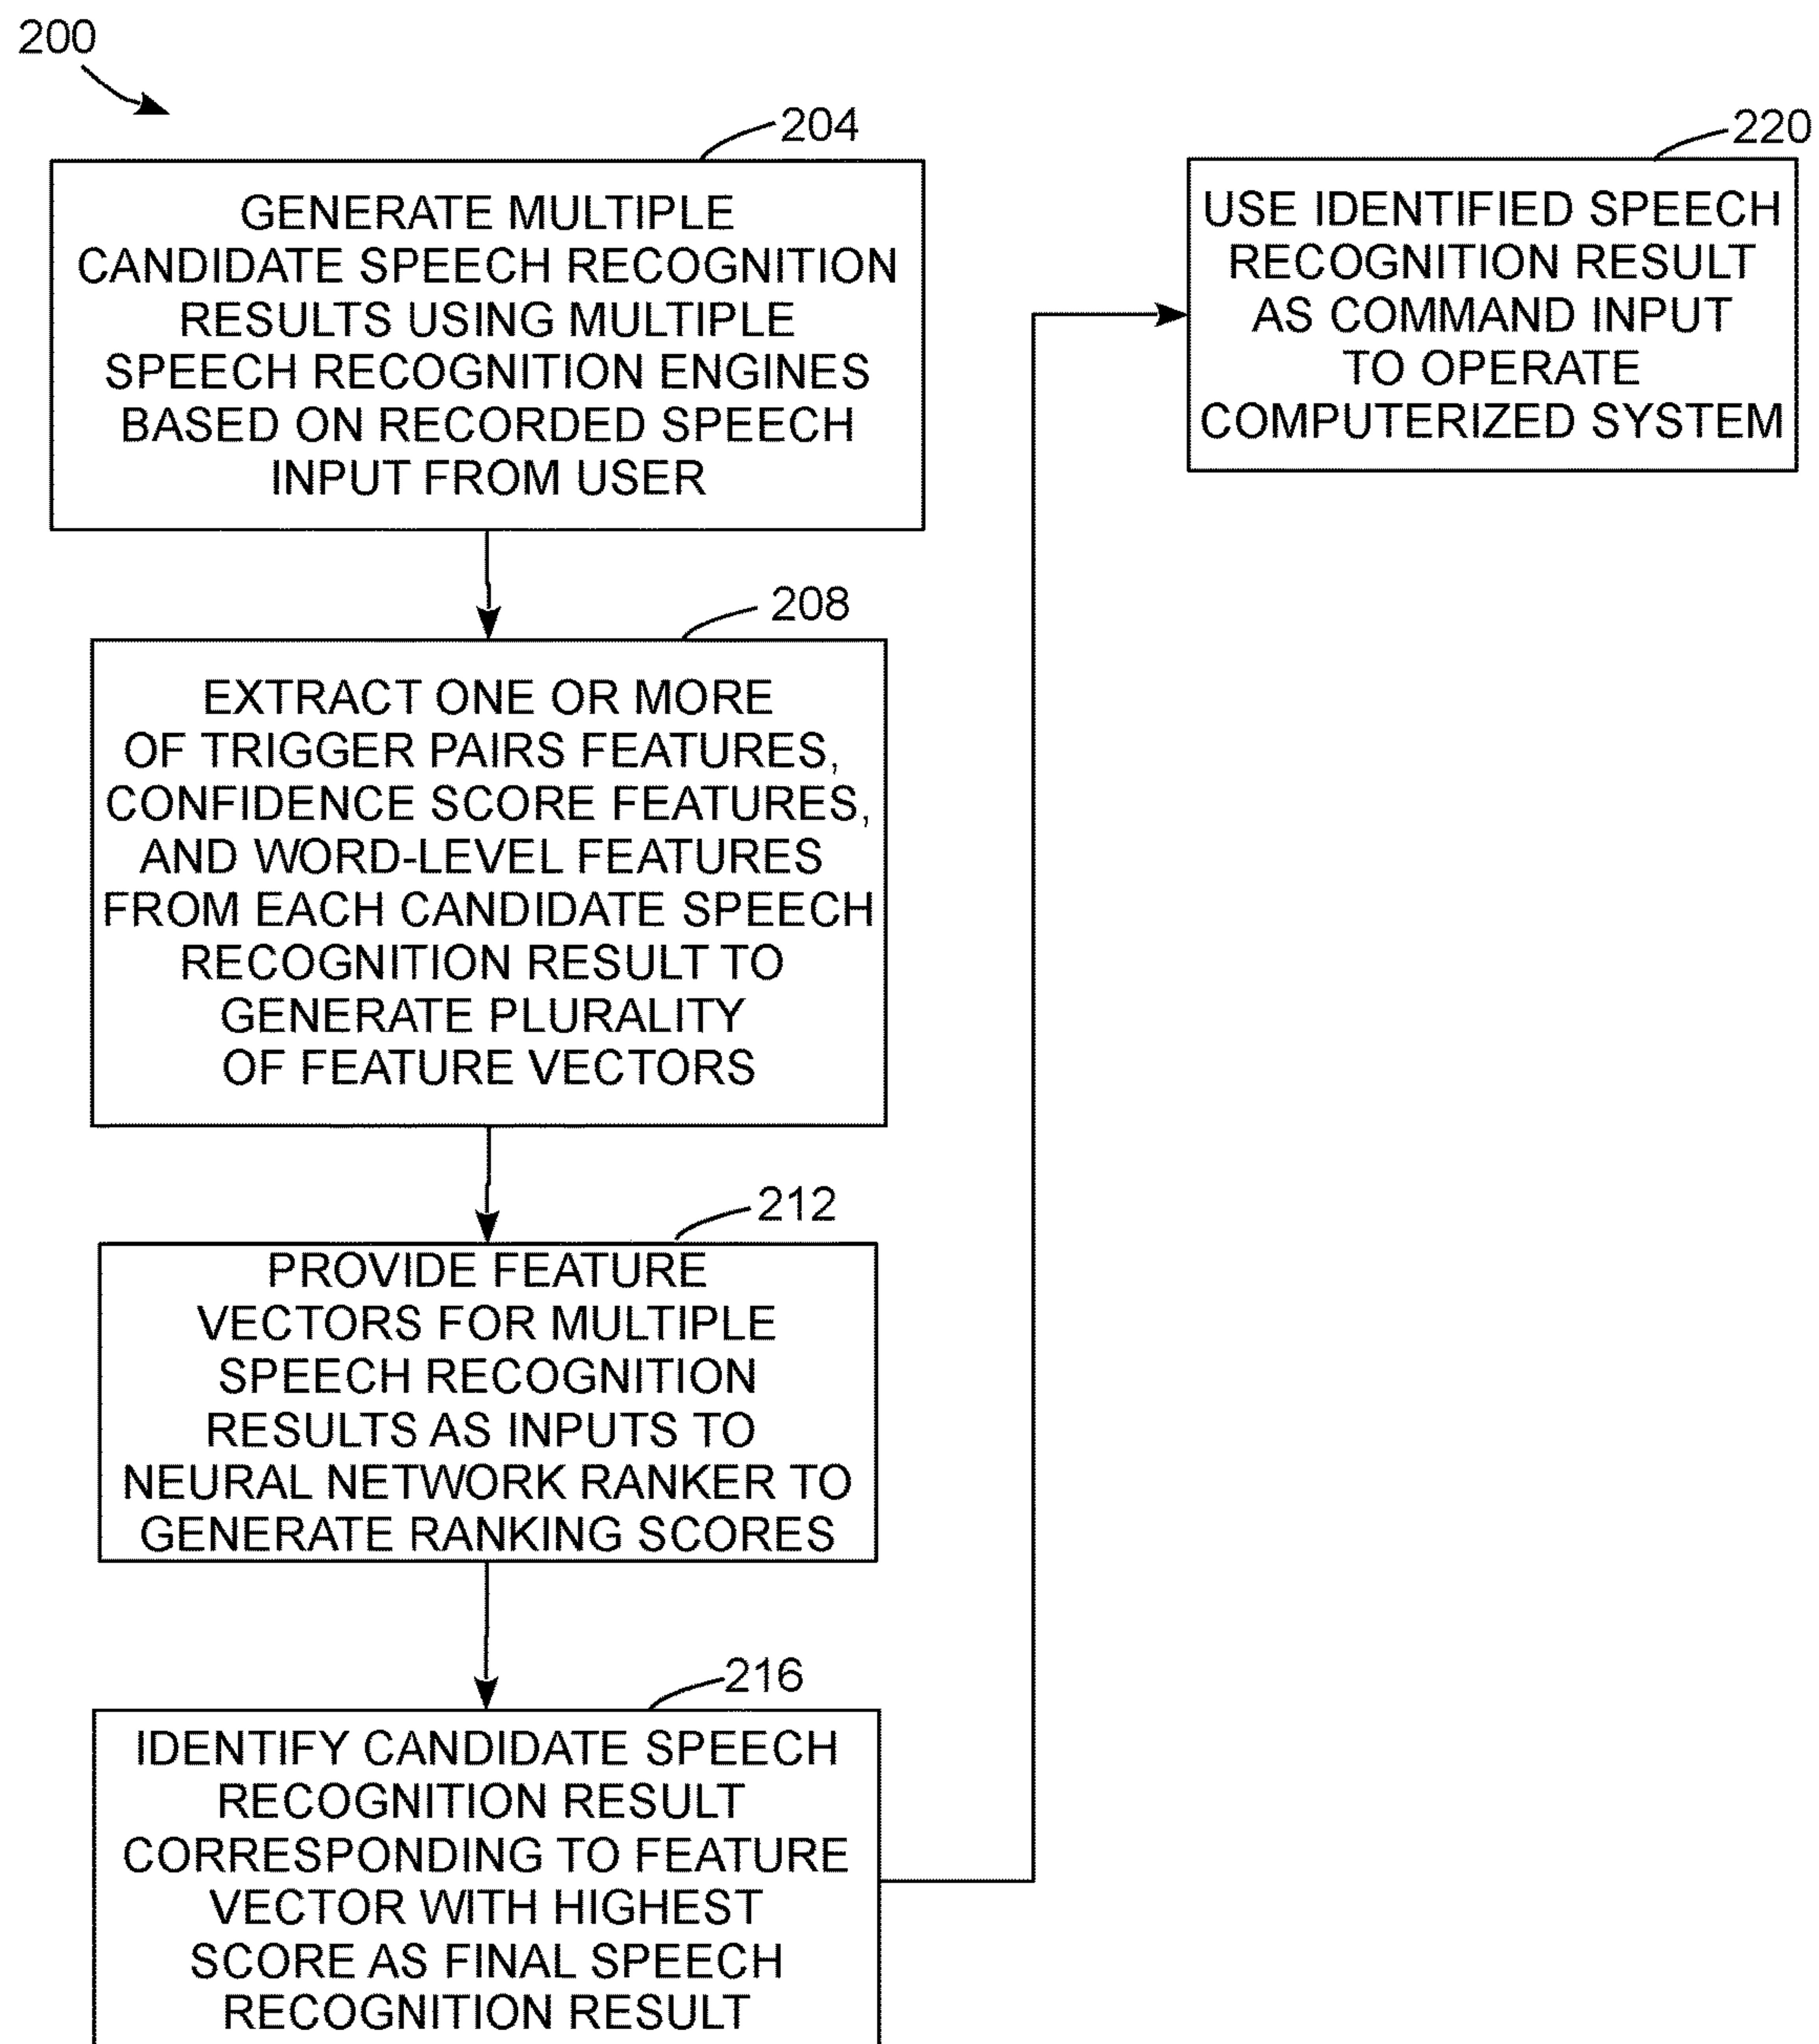 200
204
GENERATE MULTIPLE
CANDIDATE SPEECH RECOGNITION
RESULTS USING MULTIPLE
SPEECH RECOGNITION ENGINES
BASED ON RECORDED SPEECH
INPUT FROM USER
208
EXTRACT ONE OR MORE
OF TRIGGER PAIRS FEATURES,
CONFIDENCE SCORE FEATURES,
AND WORD-LEVEL FEATURES
FROM EACH CANDIDATE SPEECH
RECOGNITION RESULT TO
GENERATE PLURALITY
OF FEATURE VECTORS
212
PROVIDE FEATURE
VECTORS FOR MULTIPLE
SPEECH RECOGNITION
RESULTS AS INPUTS TO
NEURAL NETWORK RANKER TO
GENERATE RANKING SCORES
216
IDENTIFY CANDIDATE SPEECH
RECOGNITION RESULT
CORRESPONDING TO FEATURE
VECTOR WITH HIGHEST
SCORE AS FINAL SPEECH
RECOGNITION RESULT
220
USE IDENTIFIED SPEECH
RECOGNITION RESULT
AS COMMAND INPUT
TO OPERATE
COMPUTERIZED SYSTEM